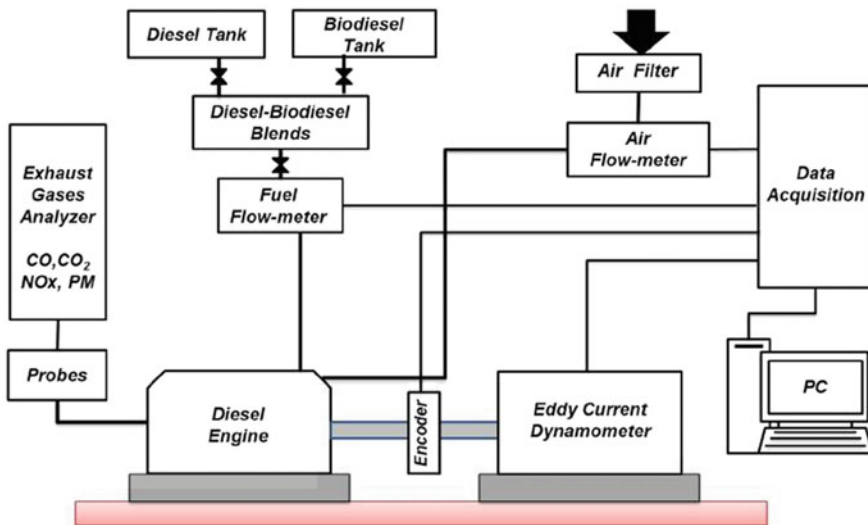 Diesel Tank
Biodiesel
Tank
Air Filter
Diesel-Biodiesel
Blends
Air
Flow-meter
Exhaust
Gases
Analyzer
CO,CO₂
NOx, PM
Fuel
Flow-meter
Data
Acquisition
Probes
Diesel
Engine
Encoder
Eddy Current
Dynamometer
PC